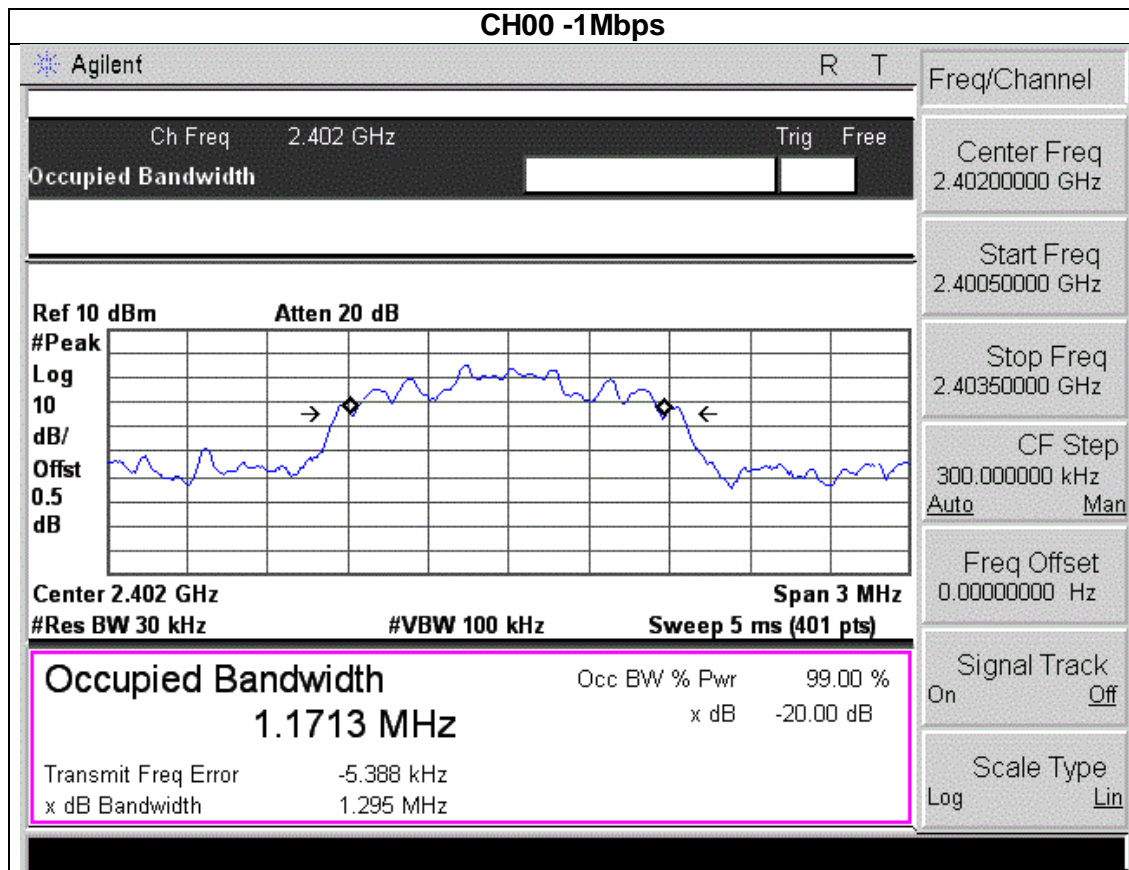 CH00 -1Mbps
Agilent R T
Ch Freq 2.402 GHz Trig Free
Occupied Bandwidth
Ref 10 dBm Atten 20 dB
#Peak
Log
10
dB/
Offst
0.5
dB
Center 2.402 GHz Span 3 MHz
#Res BW 30 kHz #VBW 100 kHz Sweep 5 ms (401 pts)
Occupied Bandwidth
1.1713 MHz
Occ BW % Pwr 99.00 %
x dB -20.00 dB
Transmit Freq Error -5.388 kHz
x dB Bandwidth 1.295 MHz
Freq/Channel
Center Freq
2.40200000 GHz
Start Freq
2.40050000 GHz
Stop Freq
2.40350000 GHz
CF Step
300.000000 kHz
Auto Man
Freq Offset
0.00000000 Hz
Signal Track
On Off
Scale Type
Log Lin